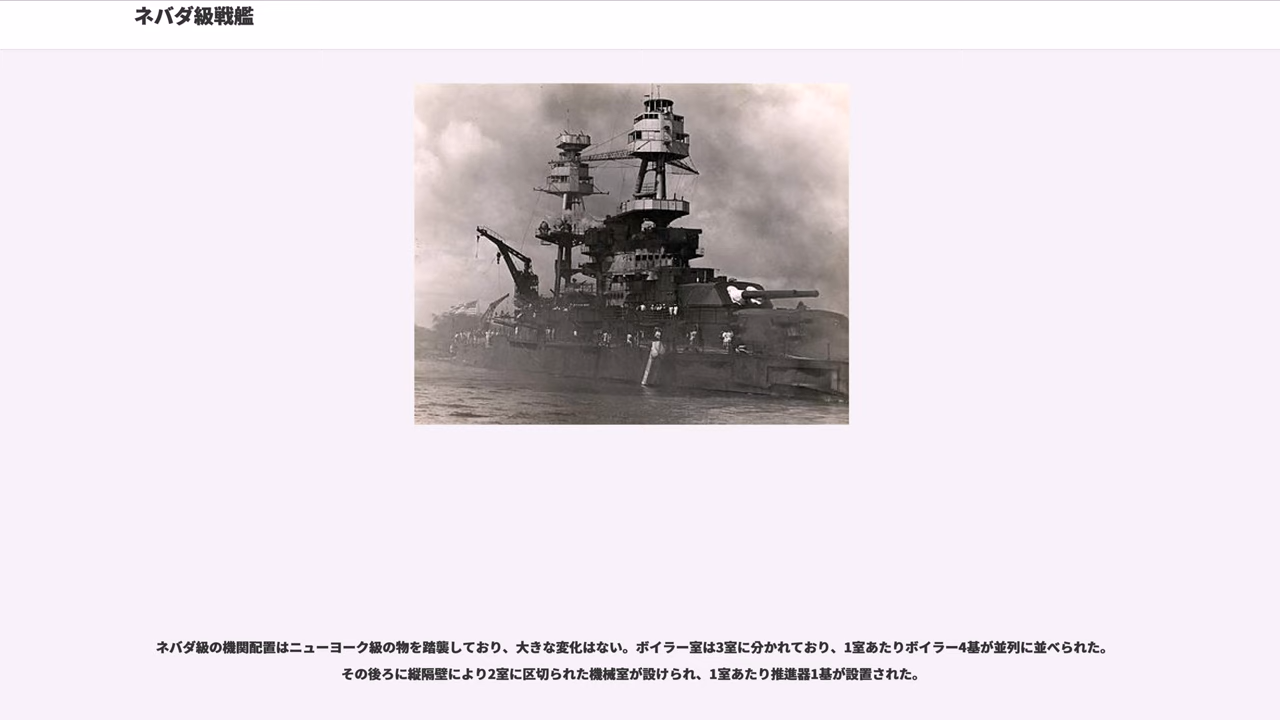 ネバダ級戦艦
ネバダ級の機関配置はニューヨーク級の物を踏襲しており、大きな変化はない。ボイラー室は3室に分かれており、1室あたりボイラー4基が並列に並べられた。
その後ろに縦隔壁により2室に区切られた機械室が設けられ、1室あたり推進器1基が設置された。